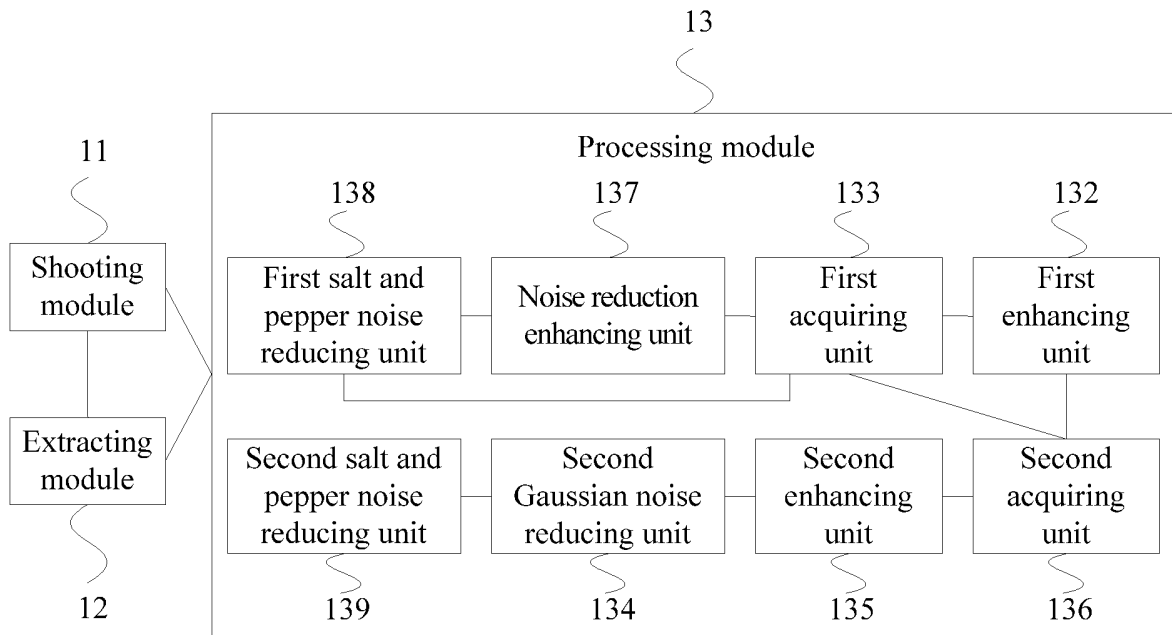 13
Processing module
11
138
137
133
132
Shooting
module
First salt and
pepper noise
reducing unit
Noise reduction
enhancing unit
First
acquiring
unit
First
enhancing
unit
Extracting
module
Second salt and
pepper noise
reducing unit
Second
Gaussian noise
reducing unit
Second
enhancing
unit
Second
acquiring
unit
12
139
134
135
136